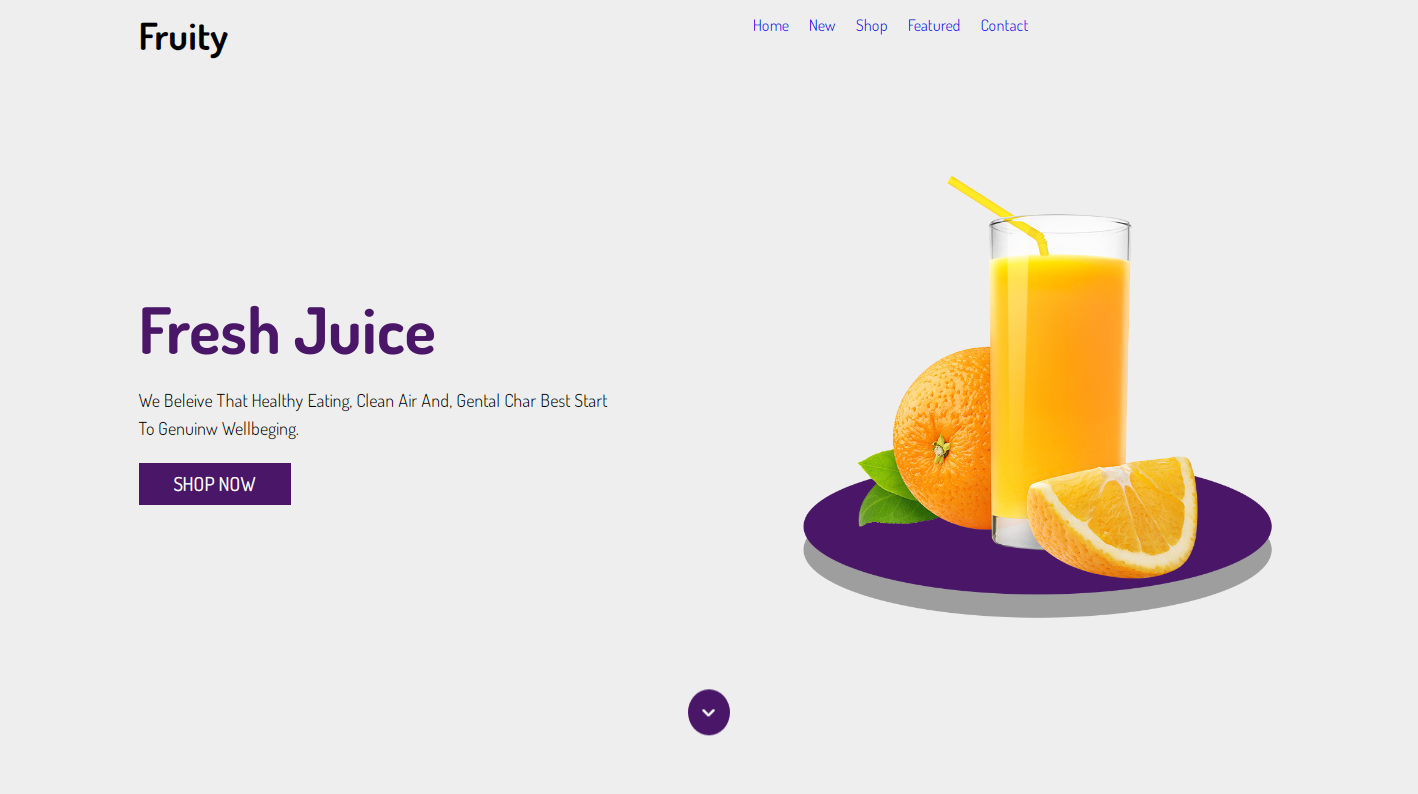 Fruity
Home New Shop Featured Contact
Fresh Juice
We Beleive That Healthy Eating, Clean Air And, Gental Char Best Start
To Genuinw Wellbeging.
SHOP NOW